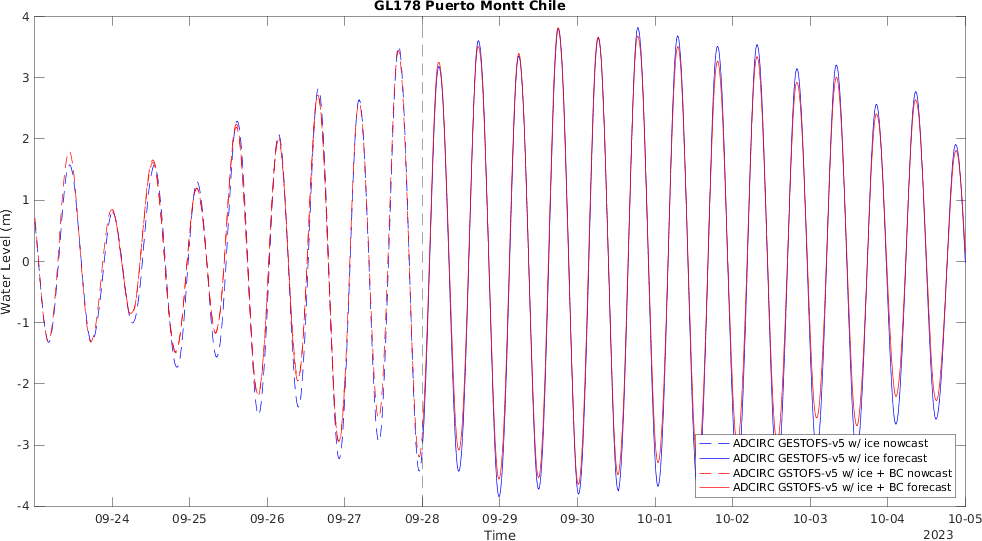 GL178 Puerto Montt Chile
4
3
2
1
0
-1
-2
-3
-4
Water Level (m)
ADCIRC GESTOFS-v5 w/ ice nowcast
ADCIRC GESTOFS-v5 w/ ice forecast
ADCIRC GSTOFS-v5 w/ ice + BC nowcast
ADCIRC GSTOFS-v5 w/ ice + BC forecast
09-24 09-25 09-26 09-27 09-28 09-29 09-30 10-01 10-02 10-03 10-04 10-05
Time
2023